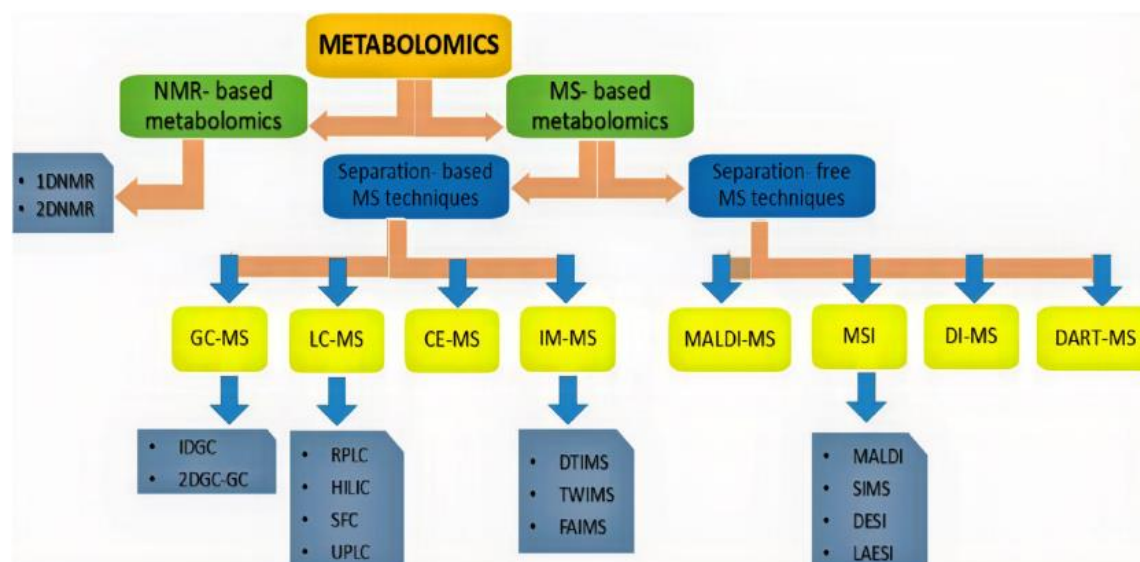 METABOLOMICS
NMR- based
metabolomics
MS- based
metabolomics
• 1DNMR
• 2DNMR
Separation- based
MS techniques
Separation- free
MS techniques
GC-MS
LC-MS
CE-MS
IM-MS
MALDI-MS
MSI
DI-MS
DART-MS
• IDGC
• 2DGC-GC
• RPLC
• HILIC
• SFC
• UPLC
• DTIMS
• TWIMS
• FAIMS
• MALDI
• SIMS
• DESI
• LAESI